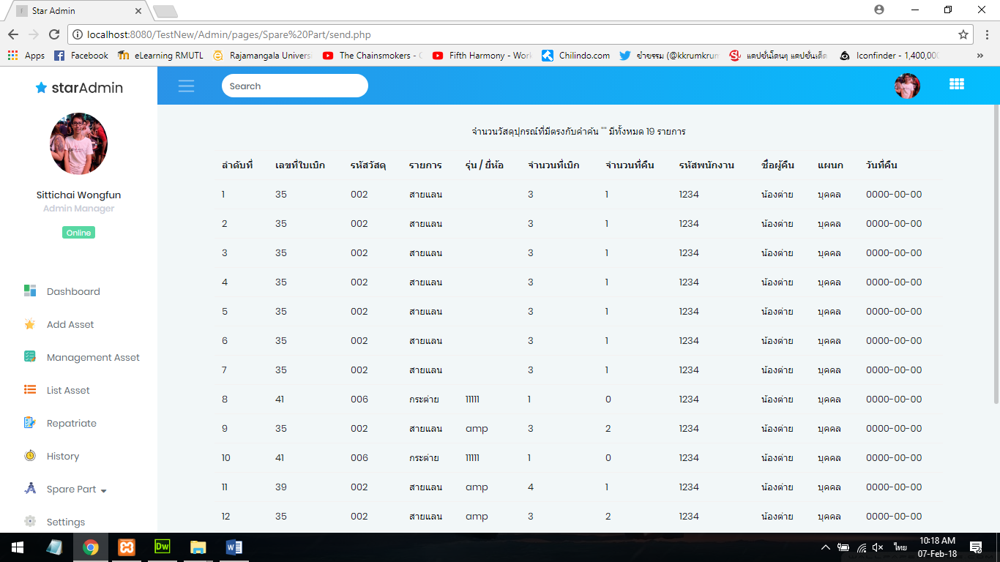 Star Admin
localhost:8080/TestNew/Admin/pages/Spare%20Part/send.php
Apps Facebook eLearning RMUTL Rajamangala Univers The Chainsmokers - Fifth Harmony - Work Chilindo.com ขำขรรม (@kkrumkrum แคปชั่นโดนๆ แคปชั่นเด็ด Iconfinder - 1,400,000 »
starAdmin
Search
Sittichai Wongfun
Admin Manager
Online
Dashboard
Add Asset
Management Asset
List Asset
Repatriate
History
Spare Part
Settings
จำนวนวัสดุปุกรณ์ที่มีตรงกับคำค้น "" มีทั้งหมด 19 รายการ
ลำดับที่ เลขที่ใบเบิก รหัสวัสดุ รายการ รุ่น / ยี่ห้อ จำนวนที่เบิก จำนวนที่คืน รหัสพนักงาน ชื่อผู้คืน แผนก วันที่คืน
1 35 002 สายแลน 3 1 1234 น้องต่าย บุคคล 0000-00-00
2 35 002 สายแลน 3 1 1234 น้องต่าย บุคคล 0000-00-00
3 35 002 สายแลน 3 1 1234 น้องต่าย บุคคล 0000-00-00
4 35 002 สายแลน 3 1 1234 น้องต่าย บุคคล 0000-00-00
5 35 002 สายแลน 3 1 1234 น้องต่าย บุคคล 0000-00-00
6 35 002 สายแลน 3 1 1234 น้องต่าย บุคคล 0000-00-00
7 35 002 สายแลน 3 1 1234 น้องต่าย บุคคล 0000-00-00
8 41 006 กระต่าย 11111 1 0 1234 น้องต่าย บุคคล 0000-00-00
9 35 002 สายแลน amp 3 2 1234 น้องต่าย บุคคล 0000-00-00
10 41 006 กระต่าย 11111 1 0 1234 น้องต่าย บุคคล 0000-00-00
11 39 002 สายแลน amp 4 1 1234 น้องต่าย บุคคล 0000-00-00
12 35 002 สายแลน amp 3 2 1234 น้องต่าย บุคคล 0000-00-00
Dw
ไทย
10:18 AM
07-Feb-18